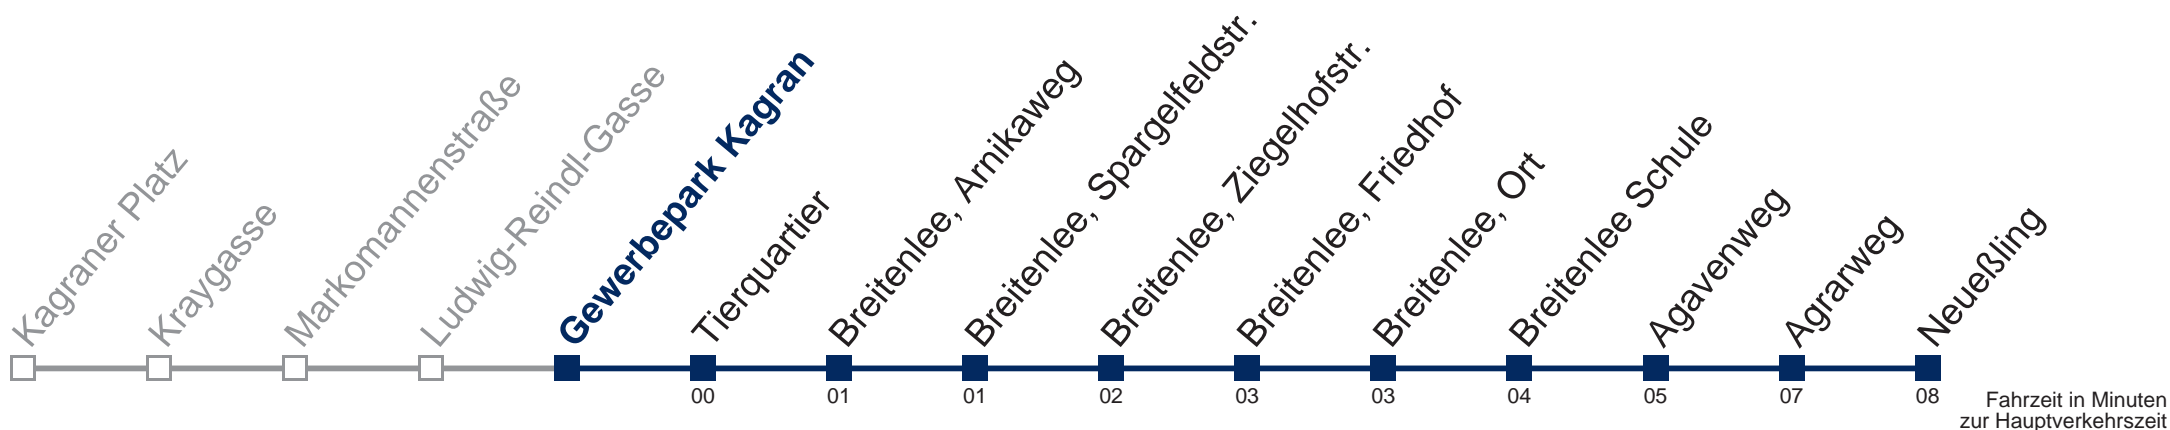 Kagraner Platz
Kraygasse
Markomannenstraße
Ludwig-Reindl-Gasse
Gewerbepark Kagran
Tierquartier
Breitenlee, Arnikaweg
Breitenlee, Spargelfeldstr.
Breitenlee, Ziegelhofstr.
Breitenlee, Friedhof
Breitenlee, Ort
Breitenlee Schule
Agavenweg
Agrarweg
Neueßling
00 01 01 02 03 03 04 05 07 08
Fahrzeit in Minuten
zur Hauptverkehrszeit